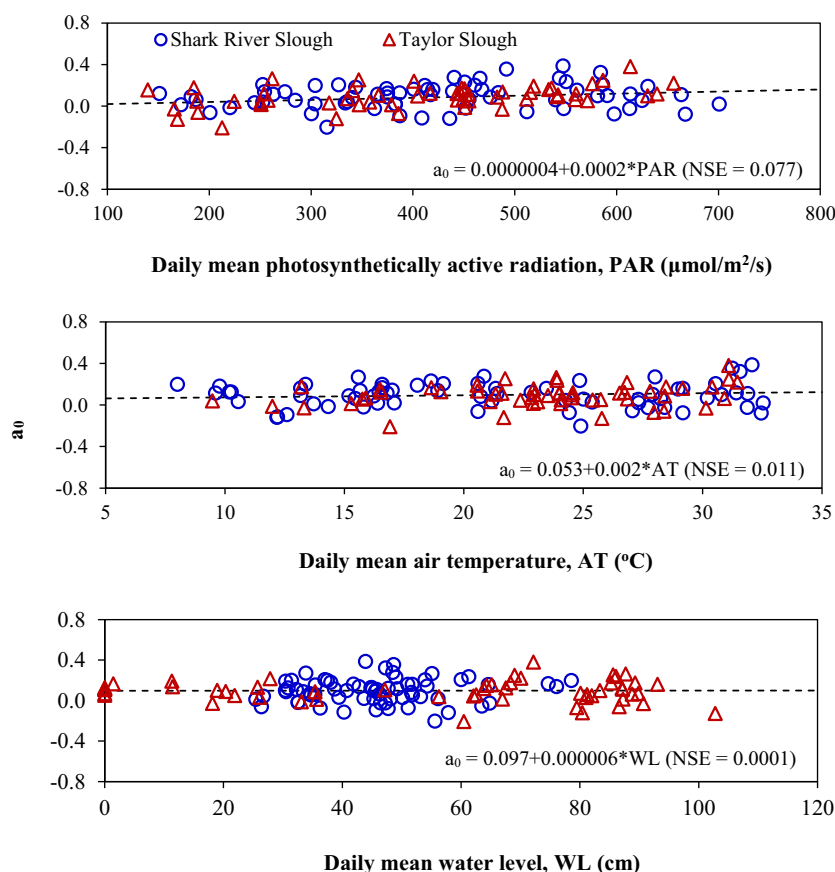 0.8
Shark River Slough
Taylor Slough
0.4
0.0
-0.4
a₀ = 0.0000004+0.0002*PAR (NSE = 0.077)
-0.8
100 200 300 400 500 600 700 800
Daily mean photosynthetically active radiation, PAR (µmol/m²/s)
0.8
0.4
0.0
a₀
-0.4
a₀ = 0.053+0.002*AT (NSE = 0.011)
-0.8
5 10 15 20 25 30 35
Daily mean air temperature, AT (ºC)
0.8
0.4
0.0
-0.4
a₀ = 0.097+0.000006*WL (NSE = 0.0001)
-0.8
0 20 40 60 80 100 120
Daily mean water level, WL (cm)